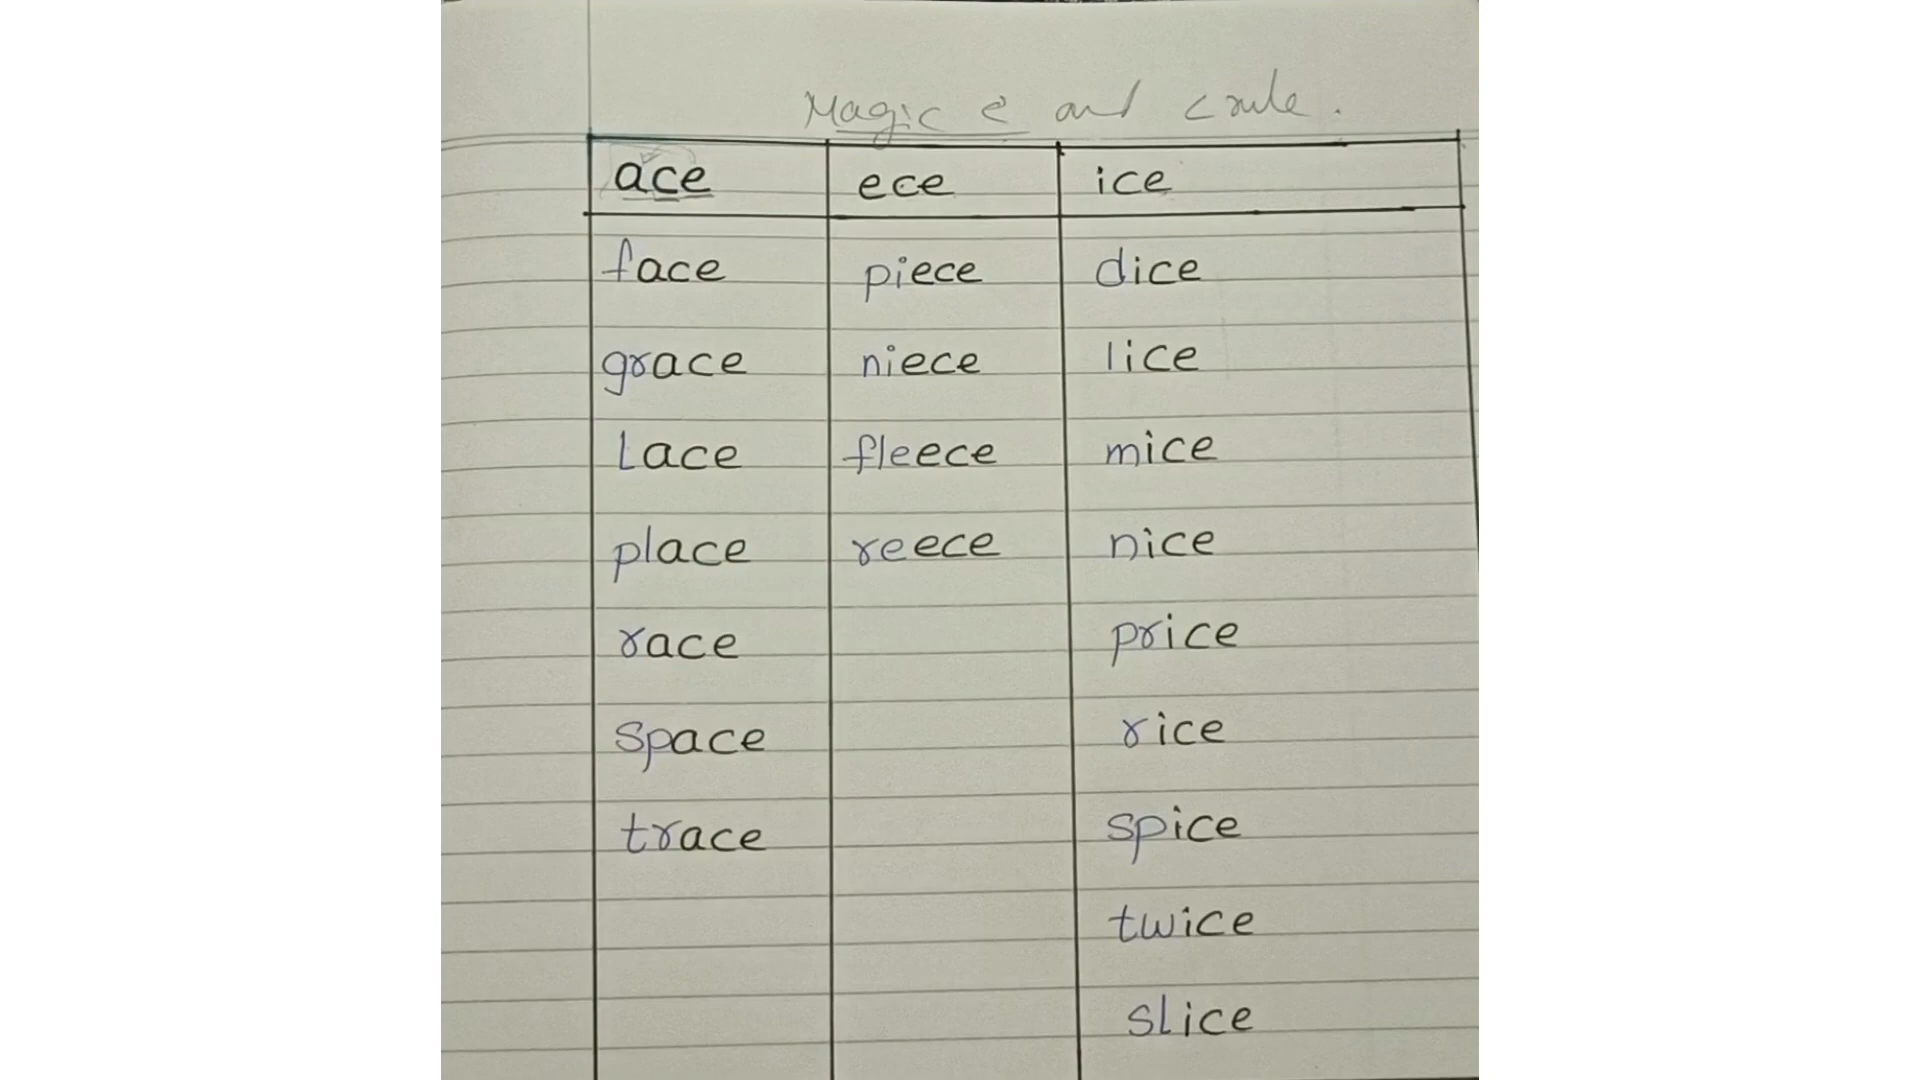 Magic e and c rule.
ace ece ice
face piece dice
grace niece lice
Lace fleece mice
place reece nice
race price
space rice
trace spice
twice
slice